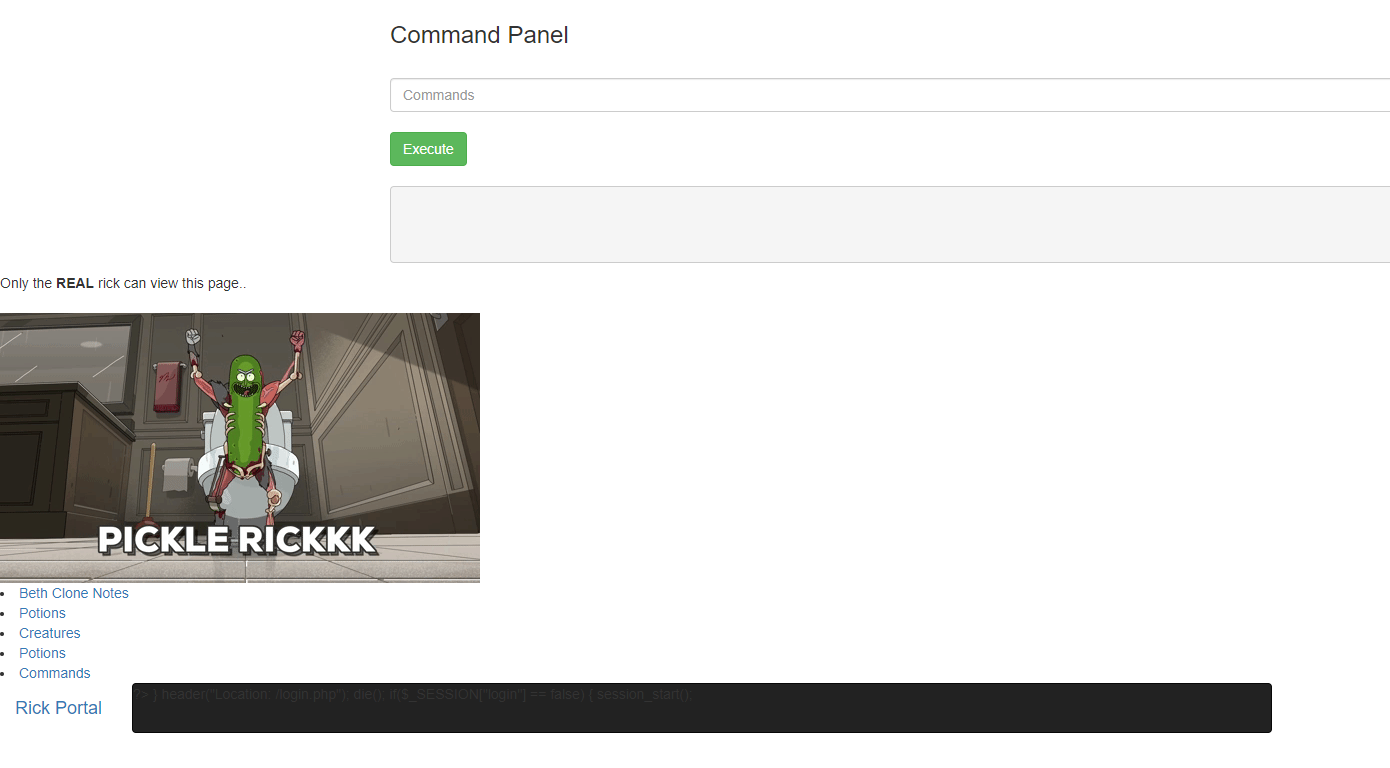 Command Panel
Commands
Execute
Only the REAL rick can view this page..
PICKLE RICKKK
Beth Clone Notes
Potions
Creatures
Potions
Commands
?> } header("Location: /login.php"); die(); if($_SESSION["login"] == false) { session_start();
Rick Portal